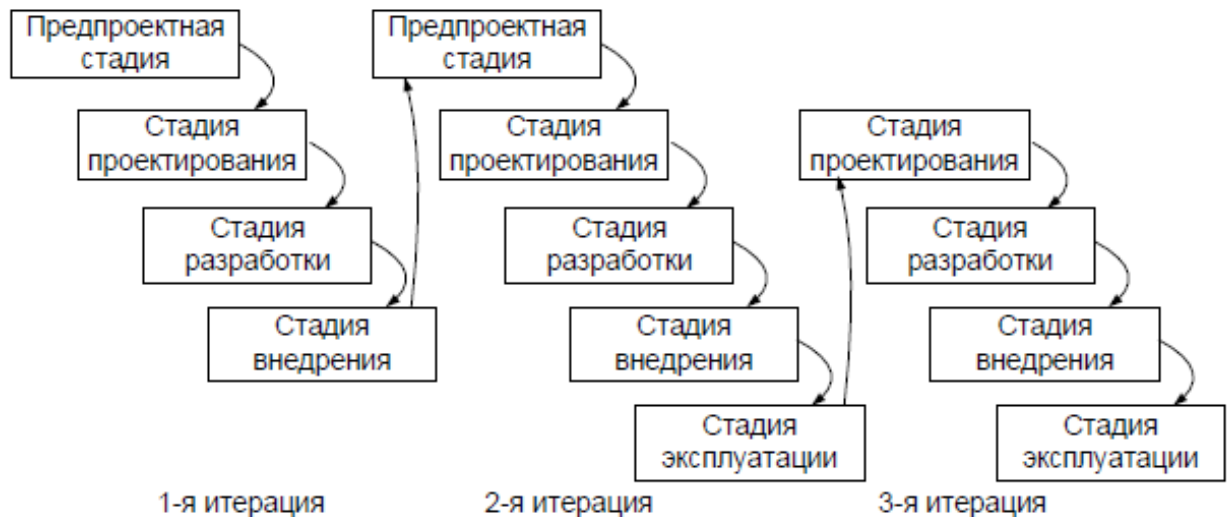 Предпроектная
стадия
Стадия
проектирования
Стадия
разработки
Стадия
внедрения
Предпроектная
стадия
Стадия
проектирования
Стадия
разработки
Стадия
внедрения
Стадия
эксплуатации
Стадия
проектирования
Стадия
разработки
Стадия
внедрения
Стадия
эксплуатации
1-я итерация
2-я итерация
3-я итерация